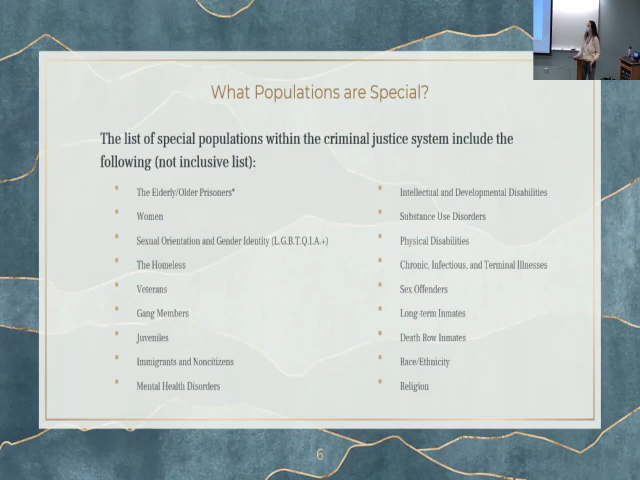 What Populations are Special?
The list of special populations within the criminal justice system include the
following (not inclusive list):
The Elderly/Older Prisoners*
Women
Sexual Orientation and Gender Identity (L.G.B.T.Q.I.A.+)
The Homeless
Veterans
Gang Members
Juveniles
Immigrants and Noncitizens
Mental Health Disorders
Intellectual and Developmental Disabilities
Substance Use Disorders
Physical Disabilities
Chronic, Infectious, and Terminal Illnesses
Sex Offenders
Long-term Inmates
Death Row Inmates
Race/Ethnicity
Religion
6